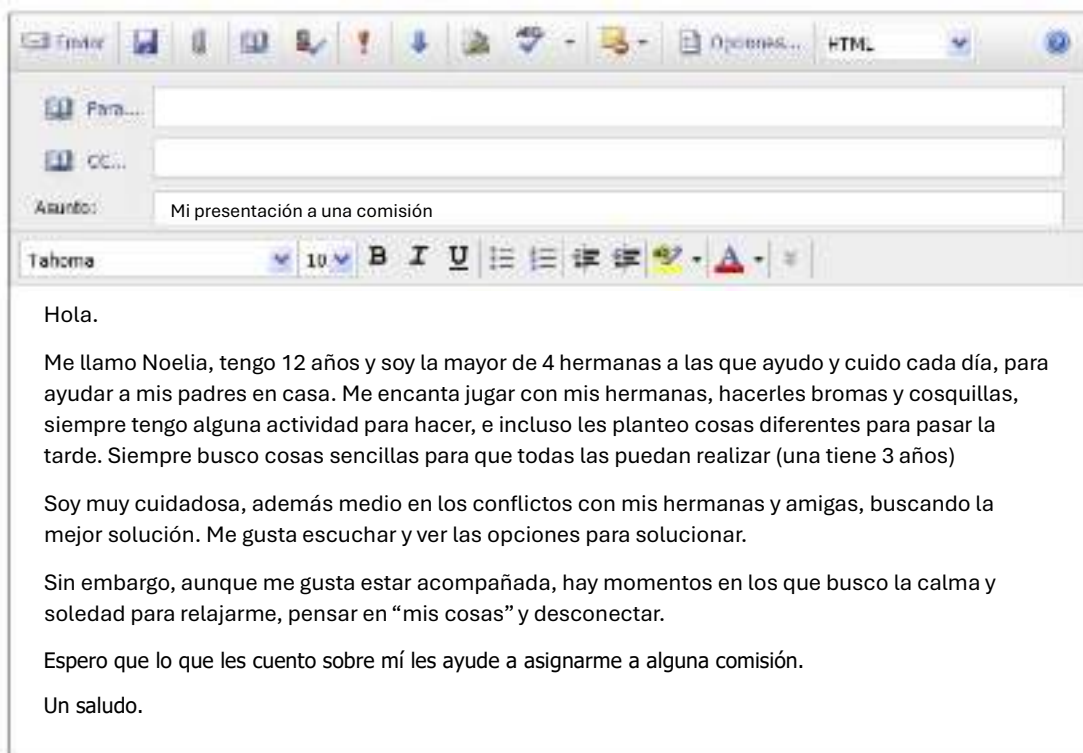 Enviar Opciones... HTML
Para...
CC...
Asunto: Mi presentación a una comisión
Tahoma 10 B I U A
Hola.
Me llamo Noelia, tengo 12 años y soy la mayor de 4 hermanas a las que ayudo y cuido cada día, para
ayudar a mis padres en casa. Me encanta jugar con mis hermanas, hacerles bromas y cosquillas,
siempre tengo alguna actividad para hacer, e incluso les planteo cosas diferentes para pasar la
tarde. Siempre busco cosas sencillas para que todas las puedan realizar (una tiene 3 años)
Soy muy cuidadosa, además medio en los conflictos con mis hermanas y amigas, buscando la
mejor solución. Me gusta escuchar y ver las opciones para solucionar.
Sin embargo, aunque me gusta estar acompañada, hay momentos en los que busco la calma y
soledad para relajarme, pensar en “mis cosas” y desconectar.
Espero que lo que les cuento sobre mí les ayude a asignarme a alguna comisión.
Un saludo.